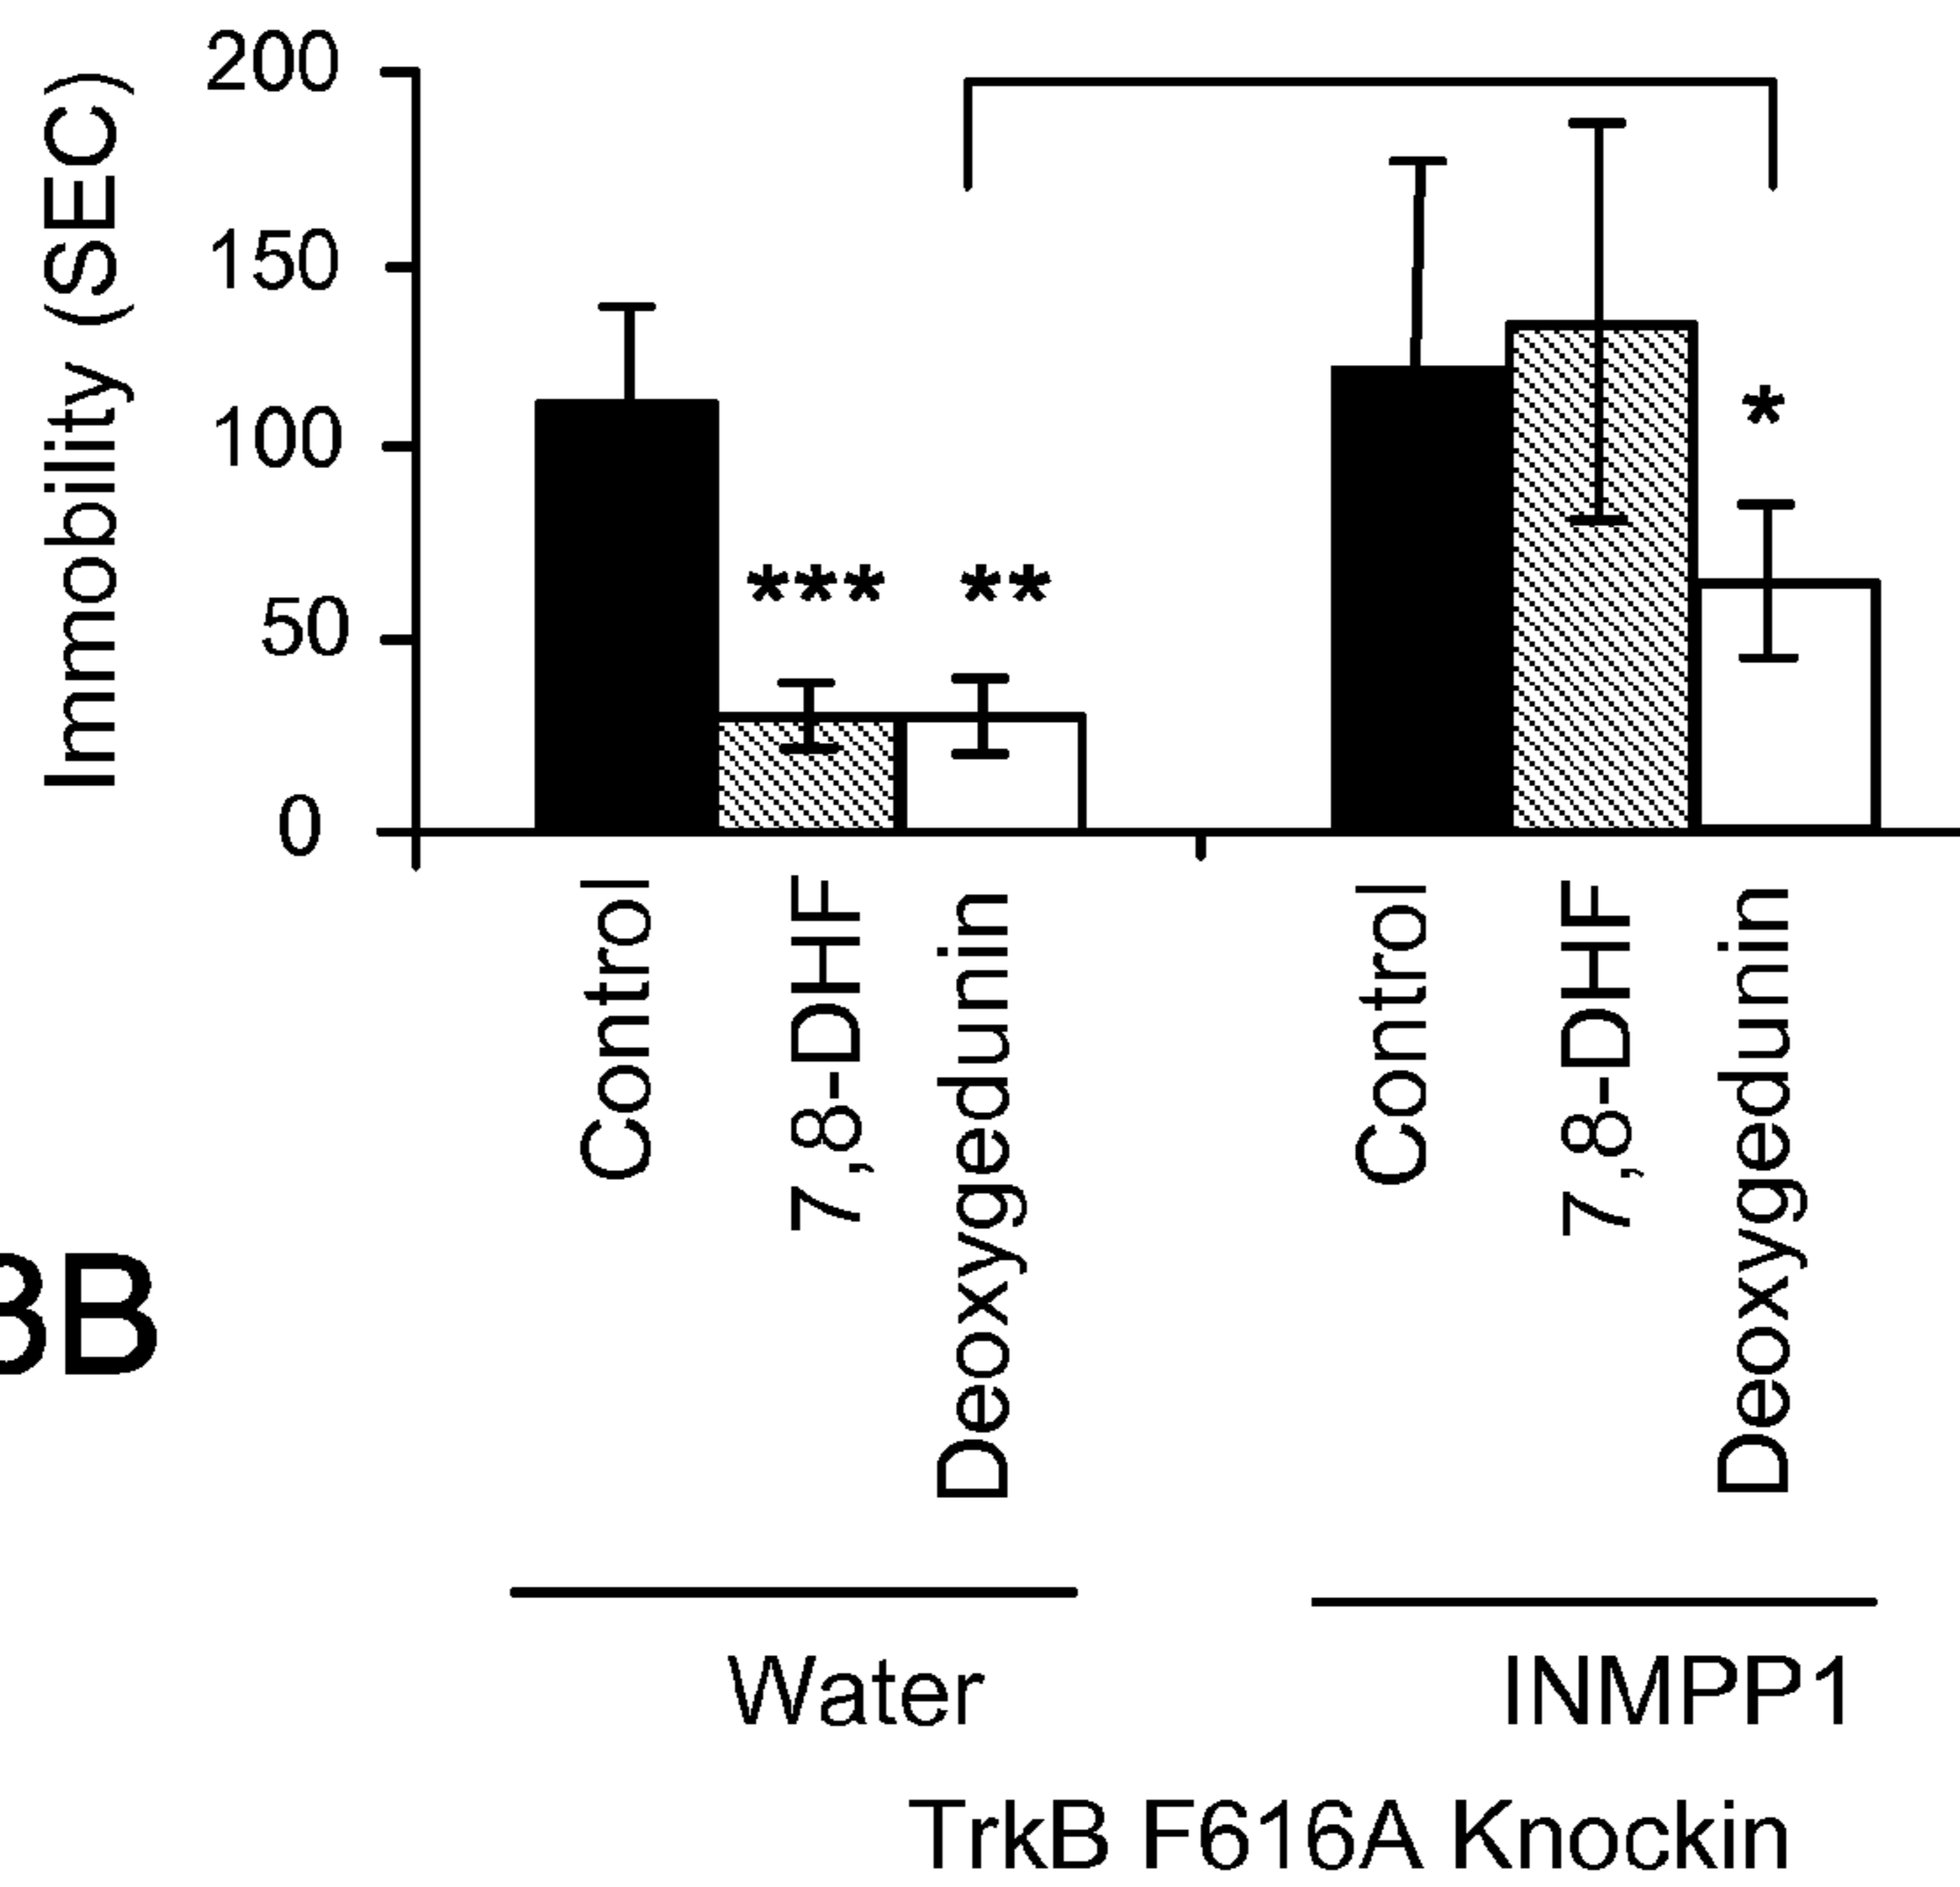 Immobility (SEC)
200
150
100
50
0
*** ** *
Control 7,8-DHF Deoxygedunin Control 7,8-DHF Deoxygedunin
BB
Water INMPP1
TrkB F616A Knockin